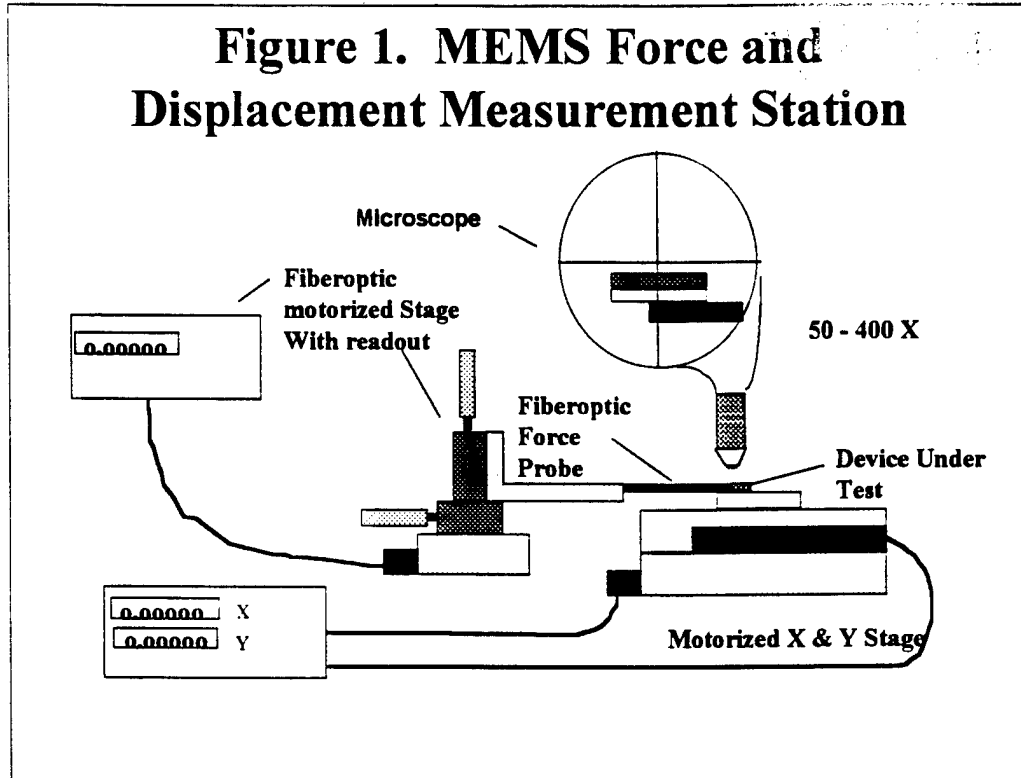 Figure 1. MEMS Force and
Displacement Measurement Station
Microscope
Fiberoptic
motorized Stage
With readout
0.00000
50 - 400 X
Fiberoptic
Force
Probe
Device Under
Test
0.00000 X
0.00000 Y
Motorized X & Y Stage